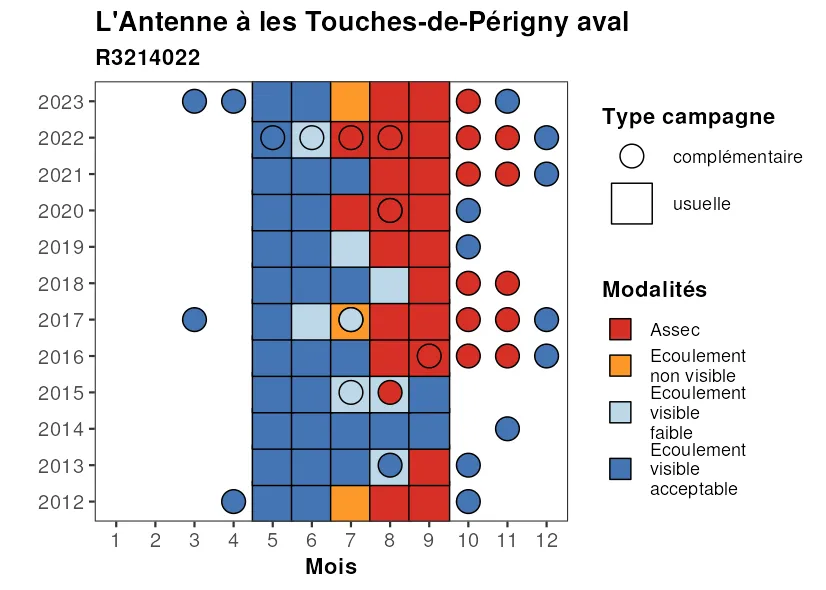 L'Antenne à les Touches-de-Périgny aval
R3214022
2023
2022
2021
2020
2019
2018
2017
2016
2015
2014
2013
2012
1 2 3 4 5 6 7 8 9 10 11 12
Mois
Type campagne
complémentaire
usuelle
Modalités
Assec
Ecoulement
non visible
Ecoulement
visible
faible
Ecoulement
visible
acceptable